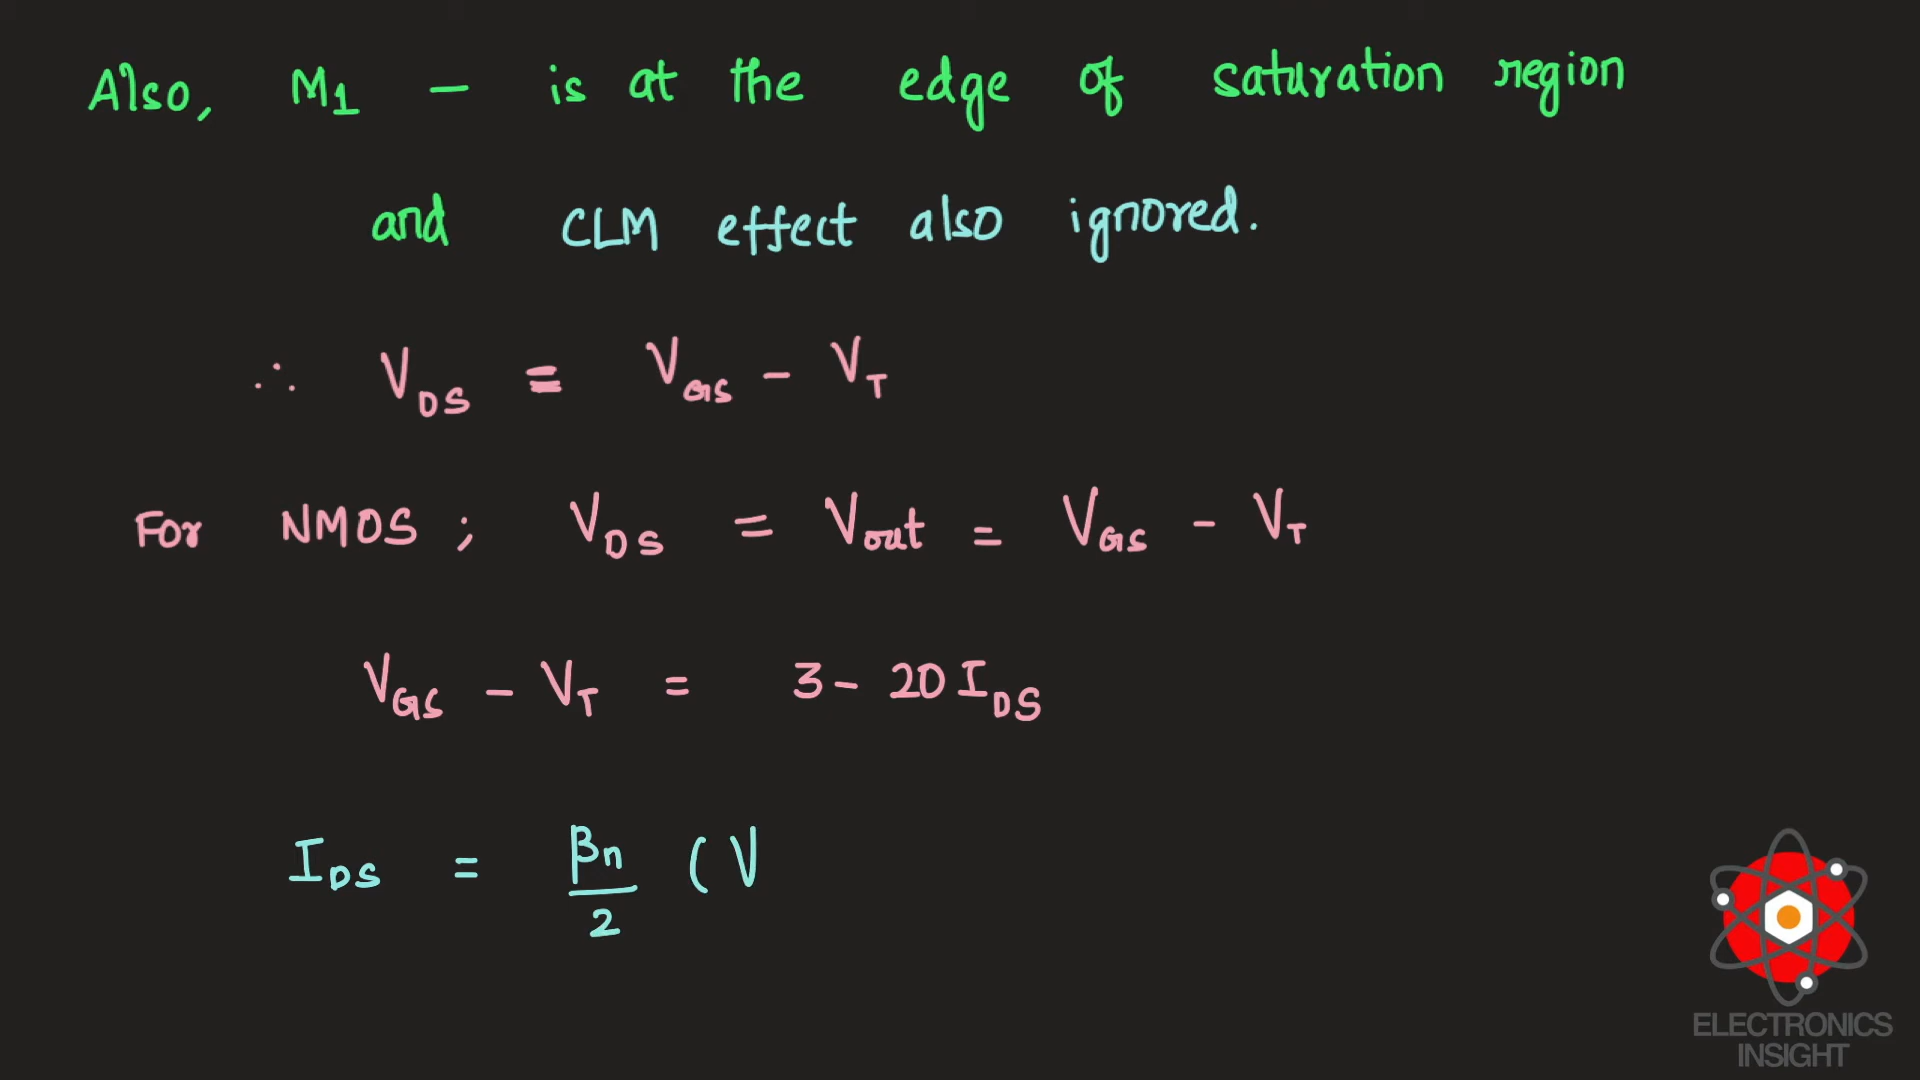 Also, M1 – is at the edge of saturation region
and CLM effect also ignored.
∴ VDS = VGS - VT
For NMOS ; VDS = Vout = VGS - VT
VGS - VT = 3 - 20 IDS
IDS = βn/2 ( V
ELECTRONICS
INSIGHT